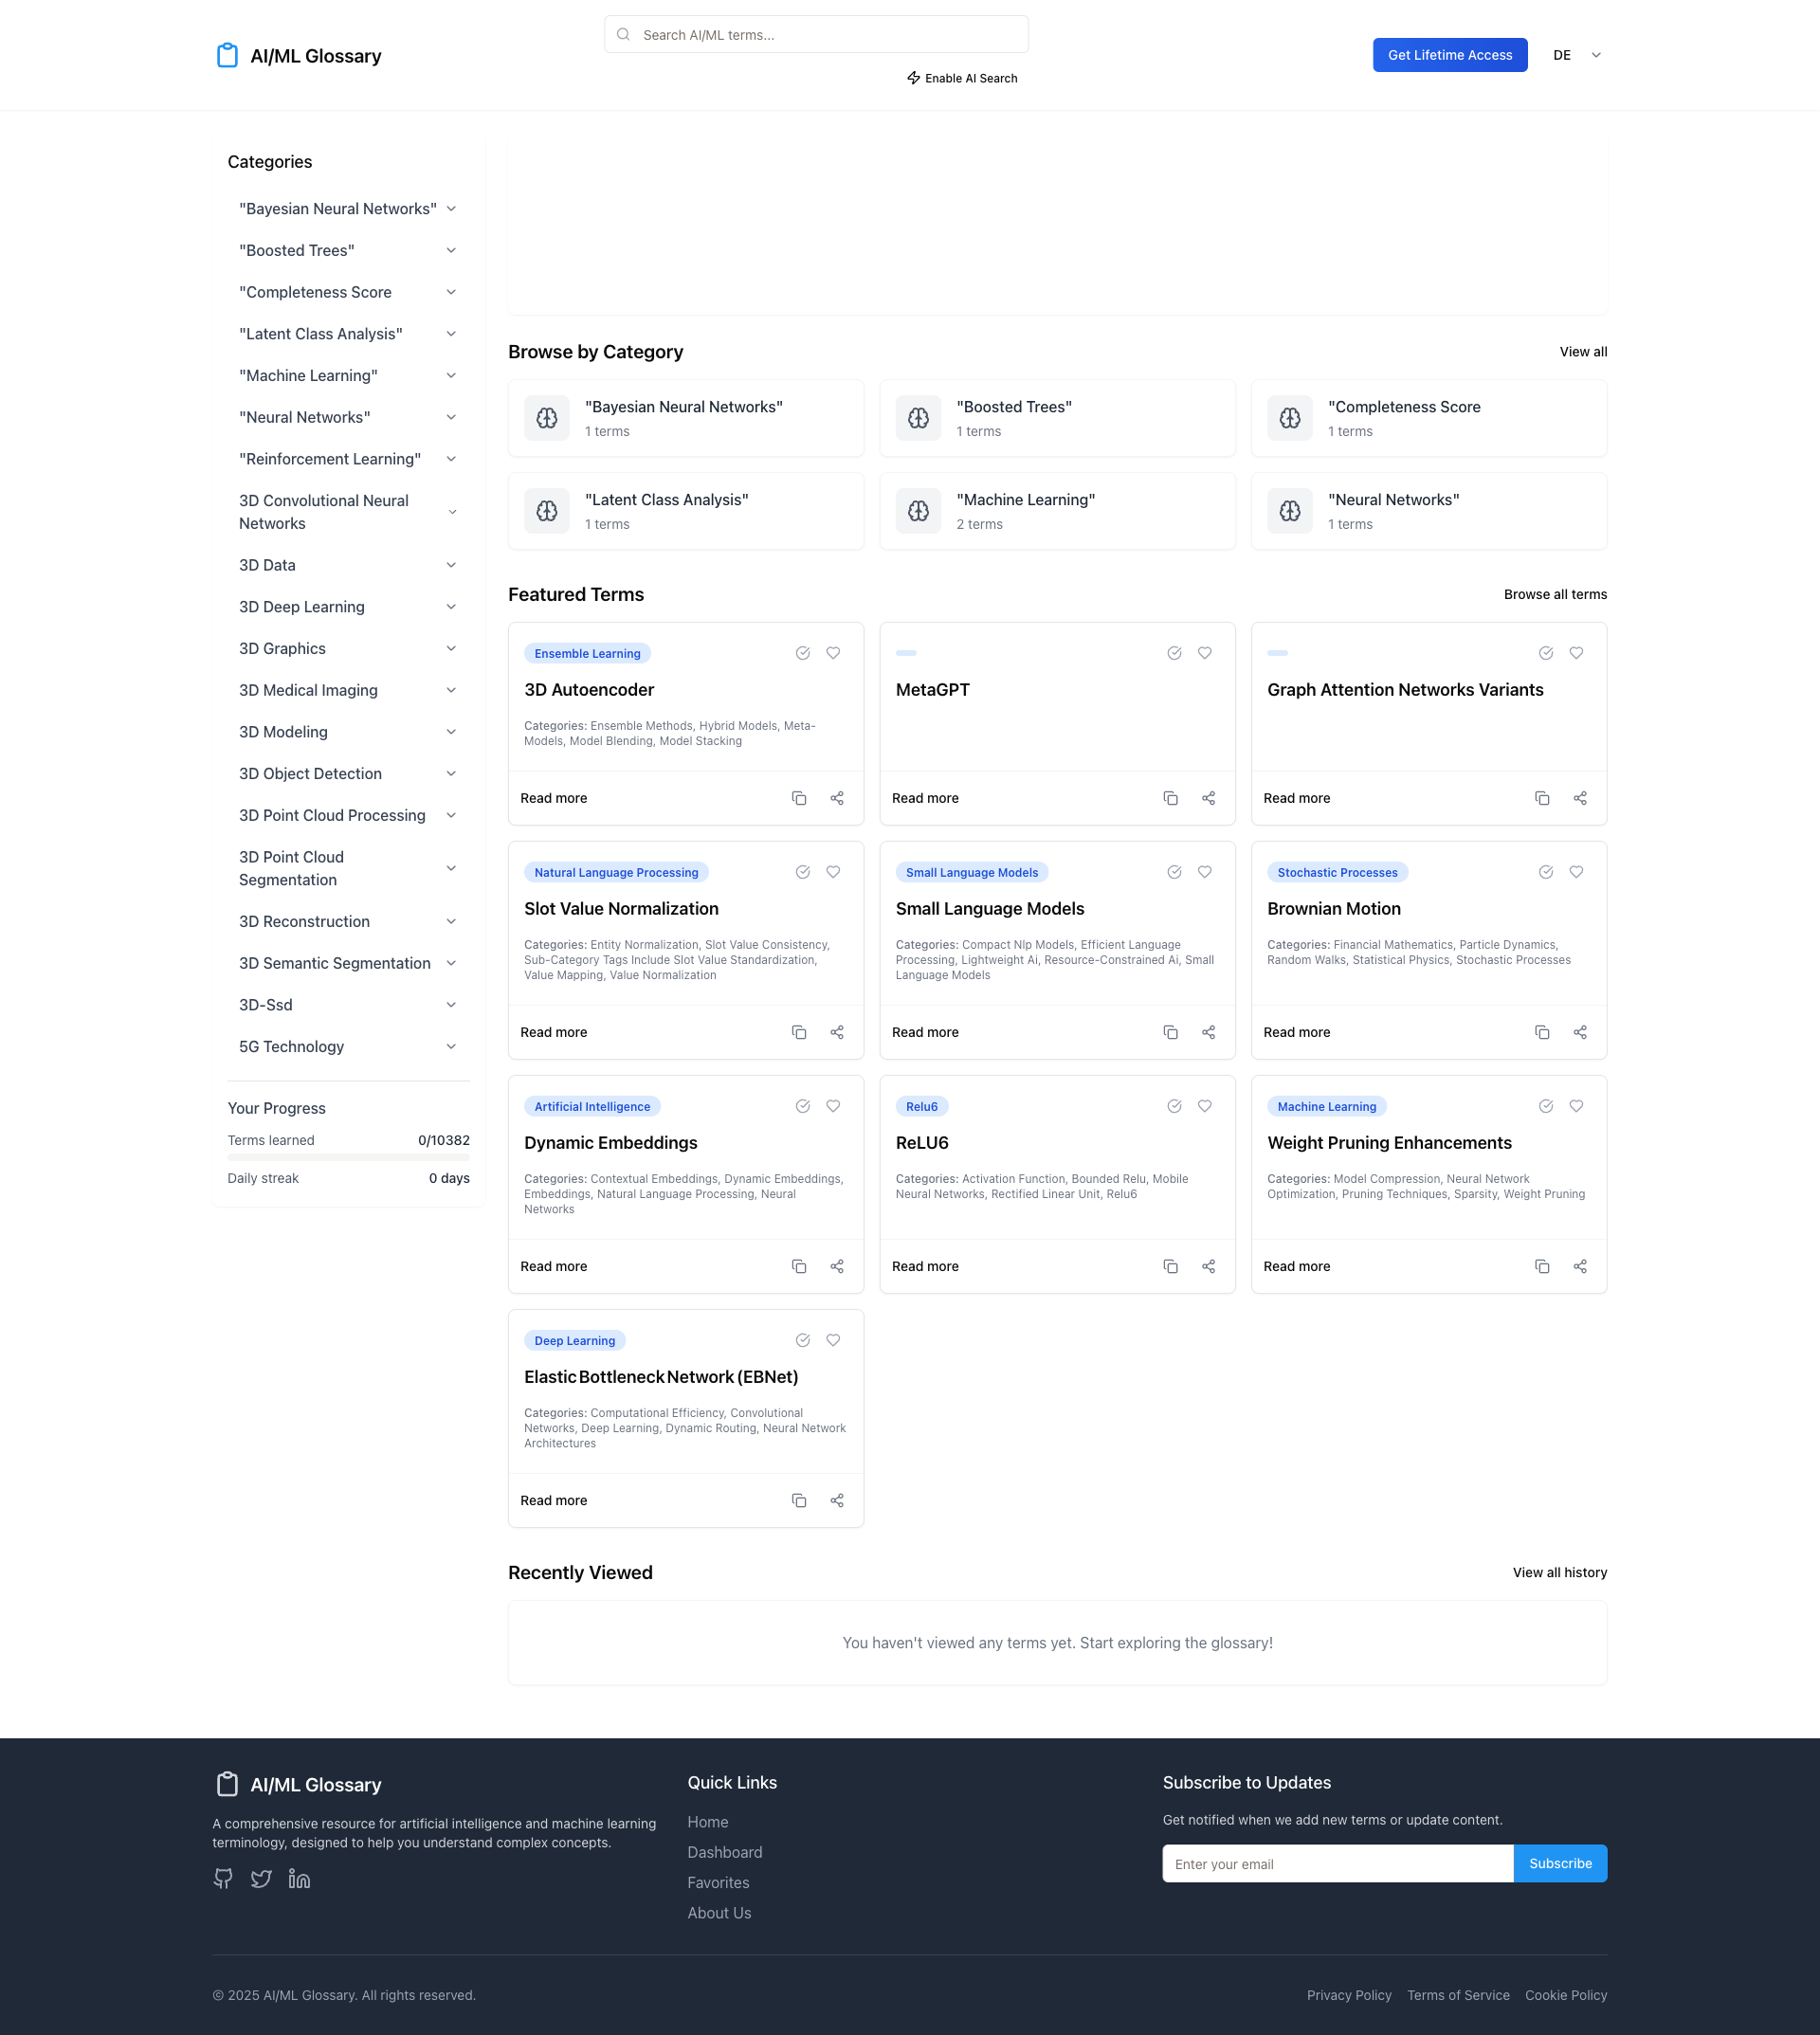 AI/ML Glossary
Search AI/ML terms...
Enable AI Search
Get Lifetime Access
DE
Categories
"Bayesian Neural Networks"
"Boosted Trees"
"Completeness Score
"Latent Class Analysis"
"Machine Learning"
"Neural Networks"
"Reinforcement Learning"
3D Convolutional Neural
Networks
3D Data
3D Deep Learning
3D Graphics
3D Medical Imaging
3D Modeling
3D Object Detection
3D Point Cloud Processing
3D Point Cloud
Segmentation
3D Reconstruction
3D Semantic Segmentation
3D-Ssd
5G Technology
Your Progress
Terms learned 0/10382
Daily streak 0 days
Browse by Category
View all
"Bayesian Neural Networks"
1 terms
"Boosted Trees"
1 terms
"Completeness Score
1 terms
"Latent Class Analysis"
1 terms
"Machine Learning"
2 terms
"Neural Networks"
1 terms
Featured Terms
Browse all terms
Ensemble Learning
3D Autoencoder
Categories: Ensemble Methods, Hybrid Models, Meta-
Models, Model Blending, Model Stacking
Read more
MetaGPT
Read more
Graph Attention Networks Variants
Read more
Natural Language Processing
Slot Value Normalization
Categories: Entity Normalization, Slot Value Consistency,
Sub-Category Tags Include Slot Value Standardization,
Value Mapping, Value Normalization
Read more
Small Language Models
Small Language Models
Categories: Compact Nlp Models, Efficient Language
Processing, Lightweight Ai, Resource-Constrained Ai, Small
Language Models
Read more
Stochastic Processes
Brownian Motion
Categories: Financial Mathematics, Particle Dynamics,
Random Walks, Statistical Physics, Stochastic Processes
Read more
Artificial Intelligence
Dynamic Embeddings
Categories: Contextual Embeddings, Dynamic Embeddings,
Embeddings, Natural Language Processing, Neural
Networks
Read more
Relu6
ReLU6
Categories: Activation Function, Bounded Relu, Mobile
Neural Networks, Rectified Linear Unit, Relu6
Read more
Machine Learning
Weight Pruning Enhancements
Categories: Model Compression, Neural Network
Optimization, Pruning Techniques, Sparsity, Weight Pruning
Read more
Deep Learning
Elastic Bottleneck Network (EBNet)
Categories: Computational Efficiency, Convolutional
Networks, Deep Learning, Dynamic Routing, Neural Network
Architectures
Read more
Recently Viewed
View all history
You haven't viewed any terms yet. Start exploring the glossary!
AI/ML Glossary
A comprehensive resource for artificial intelligence and machine learning
terminology, designed to help you understand complex concepts.
Quick Links
Home
Dashboard
Favorites
About Us
Subscribe to Updates
Get notified when we add new terms or update content.
Enter your email
Subscribe
© 2025 AI/ML Glossary. All rights reserved.
Privacy Policy Terms of Service Cookie Policy